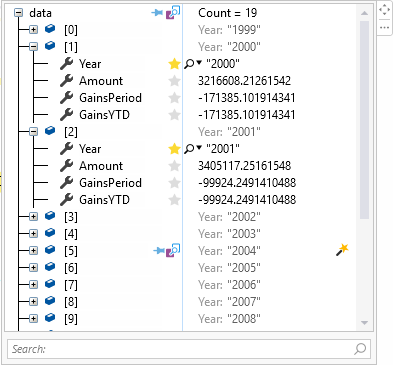 data Count = 19
[0] Year: "1999"
[1] Year: "2000"
Year "2000"
Amount 3216608.21261542
GainsPeriod -171385.101914341
GainsYTD -171385.101914341
[2] Year: "2001"
Year "2001"
Amount 3405117.25161548
GainsPeriod -99924.2491410488
GainsYTD -99924.2491410488
[3] Year: "2002"
[4] Year: "2003"
[5] Year: "2004"
[6] Year: "2005"
[7] Year: "2006"
[8] Year: "2007"
[9] Year: "2008"
Search: